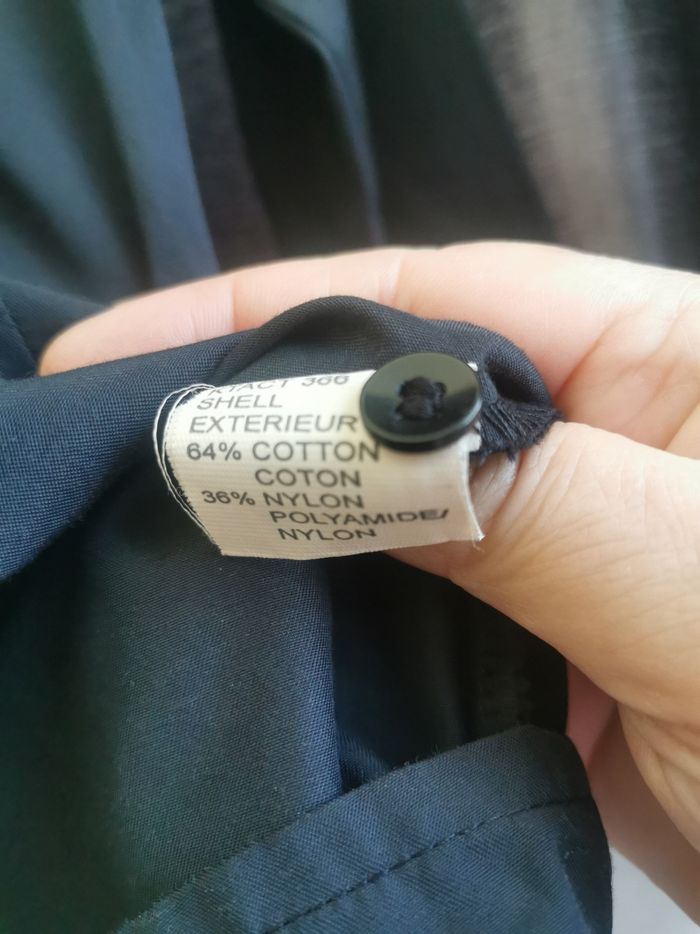 SHELL
EXTERIEUR
64% COTTON
COTON
36% NYLON
POLYAMIDE/
NYLON